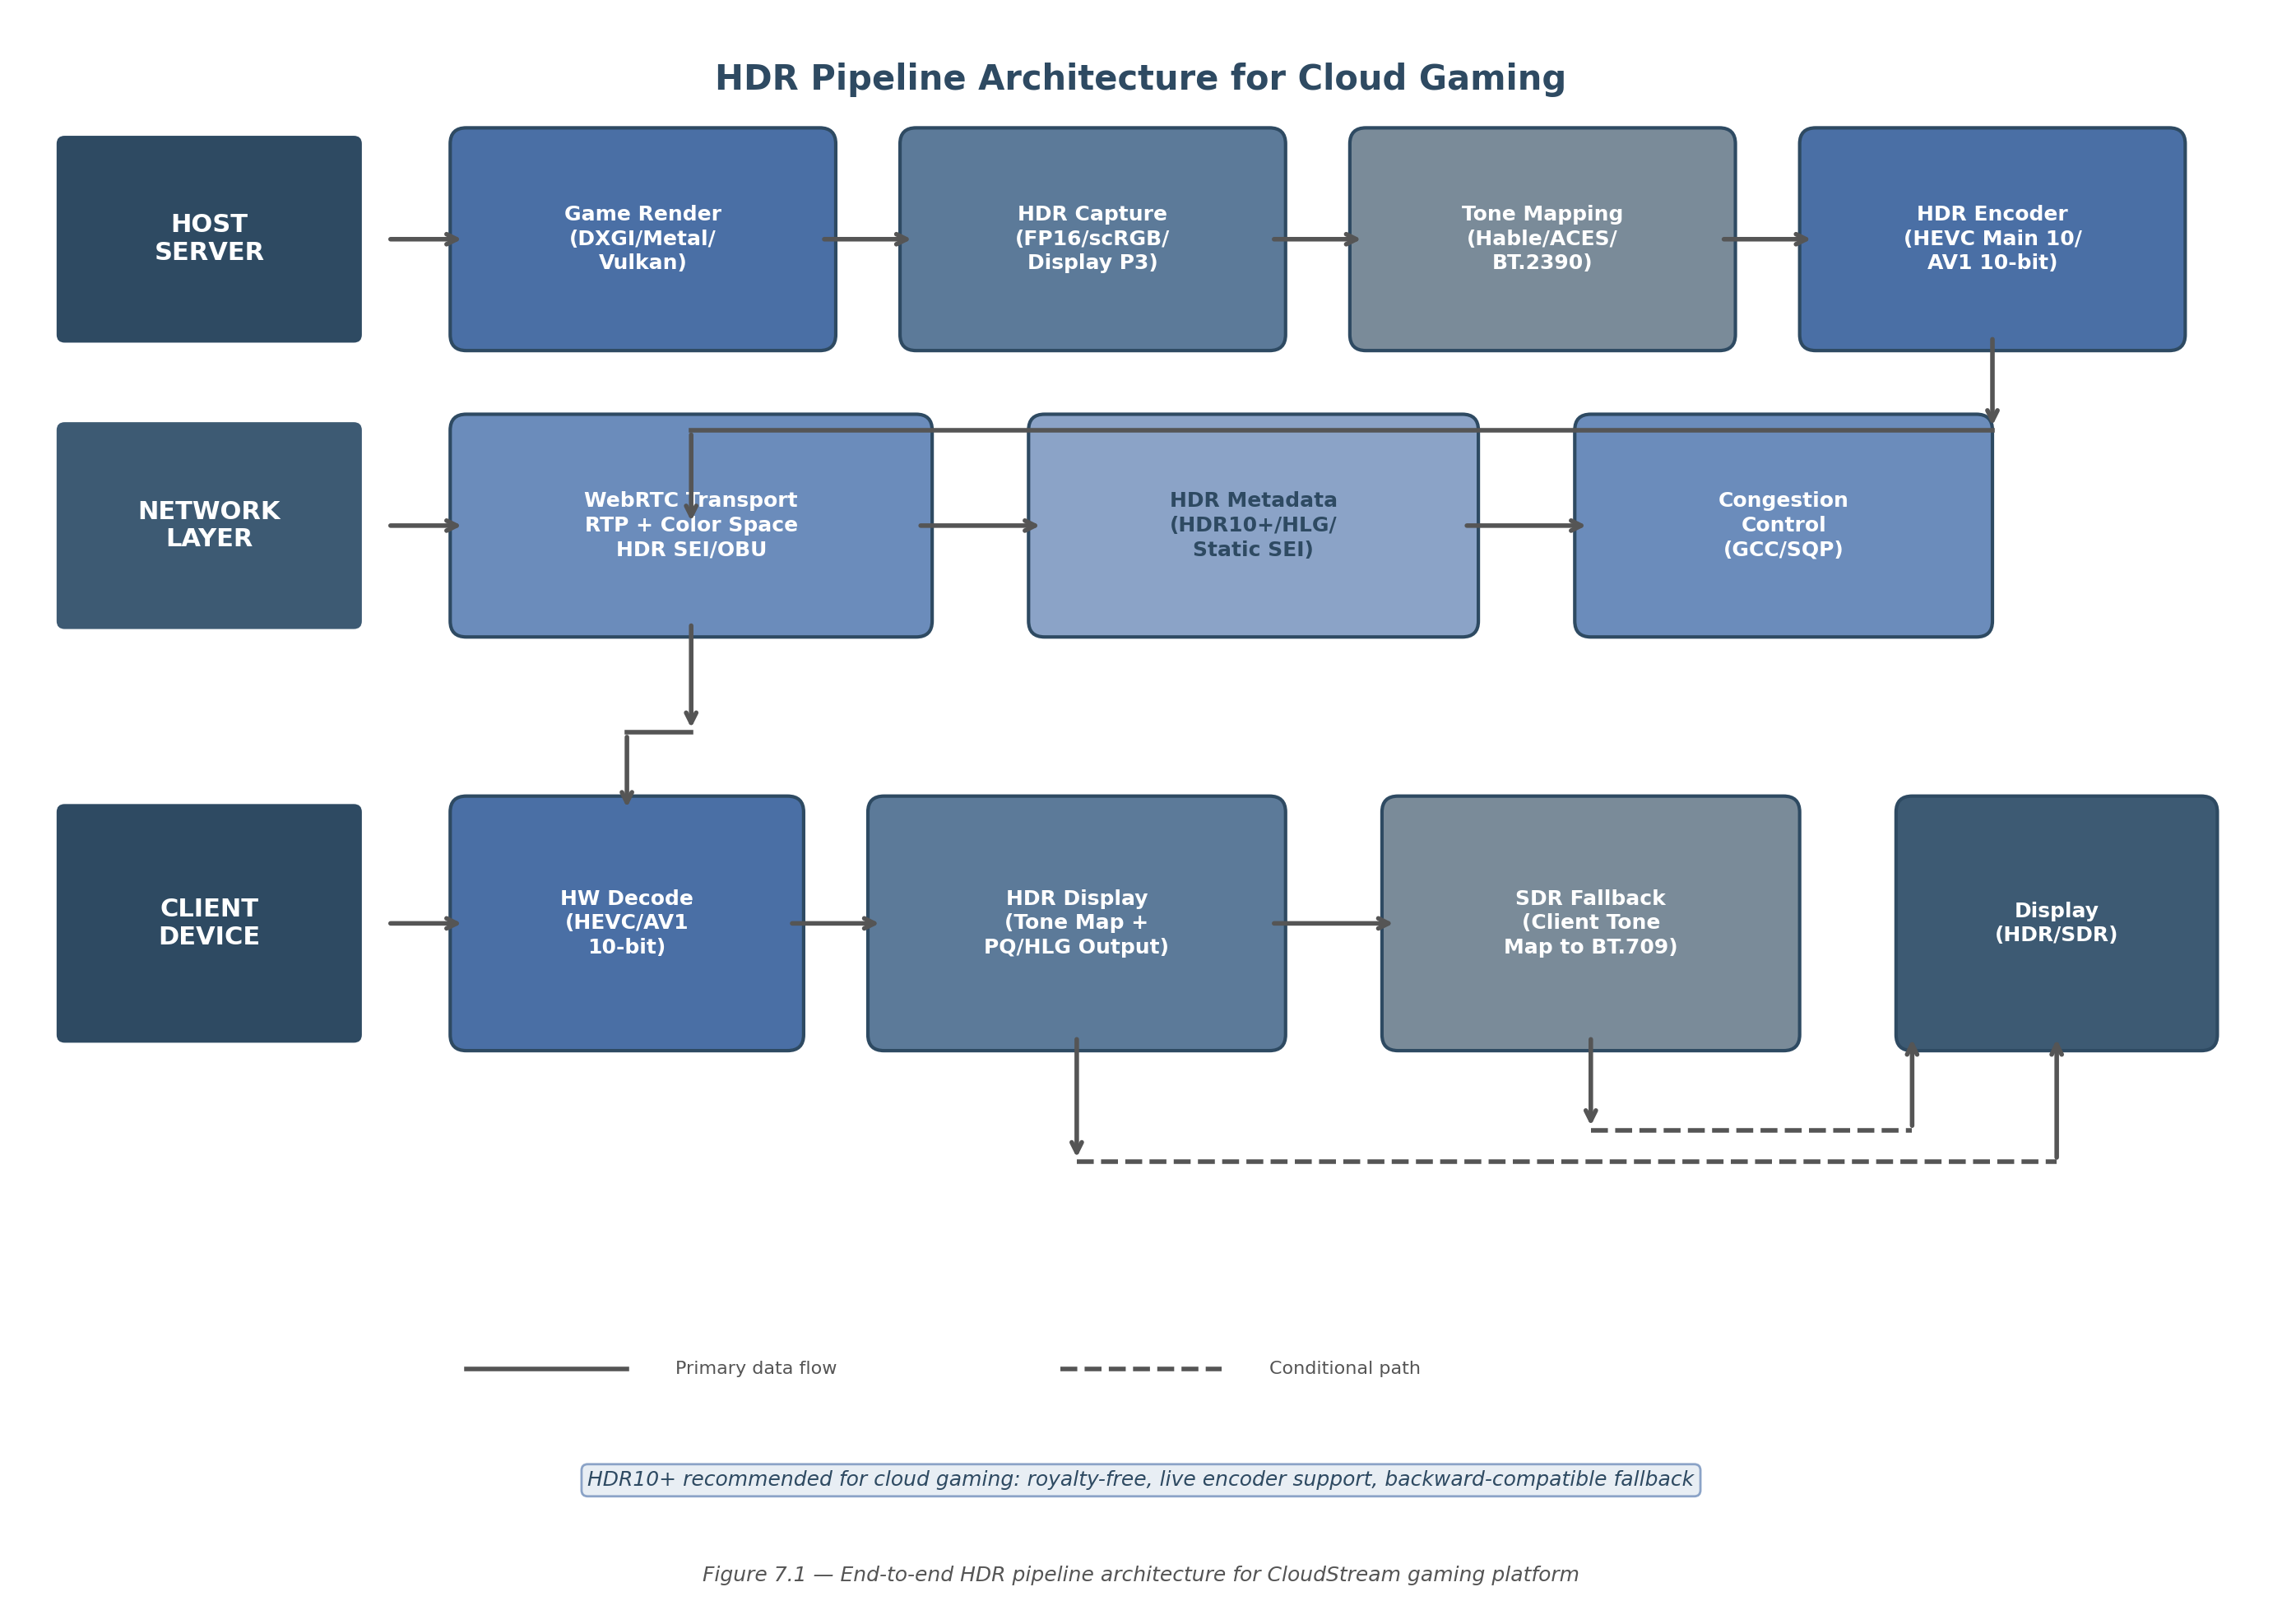 HDR Pipeline Architecture for Cloud Gaming
HOST
SERVER
Game Render
(DXGI/Metal/
Vulkan)
HDR Capture
(FP16/scRGB/
Display P3)
Tone Mapping
(Hable/ACES/
BT.2390)
HDR Encoder
(HEVC Main 10/
AV1 10-bit)
NETWORK
LAYER
WebRTC Transport
RTP + Color Space
HDR SEI/OBU
HDR Metadata
(HDR10+/HLG/
Static SEI)
Congestion
Control
(GCC/SQP)
CLIENT
DEVICE
HW Decode
(HEVC/AV1
10-bit)
HDR Display
(Tone Map +
PQ/HLG Output)
SDR Fallback
(Client Tone
Map to BT.709)
Display
(HDR/SDR)
Primary data flow
Conditional path
HDR10+ recommended for cloud gaming: royalty-free, live encoder support, backward-compatible fallback
Figure 7.1 — End-to-end HDR pipeline architecture for CloudStream gaming platform